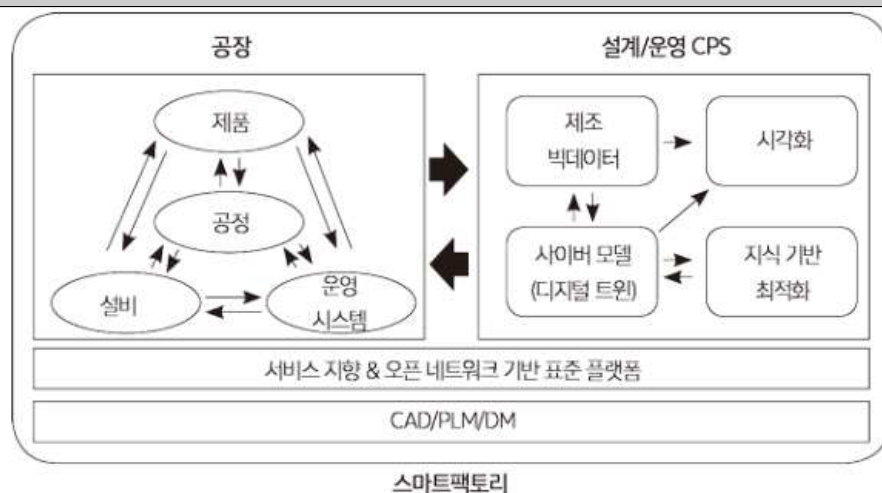 공장
제품
공정
설비
운영
시스템
설계/운영 CPS
제조
빅데이터
시각화
사이버 모델
(디지털 트윈)
지식 기반
최적화
서비스 지향 & 오픈 네트워크 기반 표준 플랫폼
CAD/PLM/DM
스마트팩토리